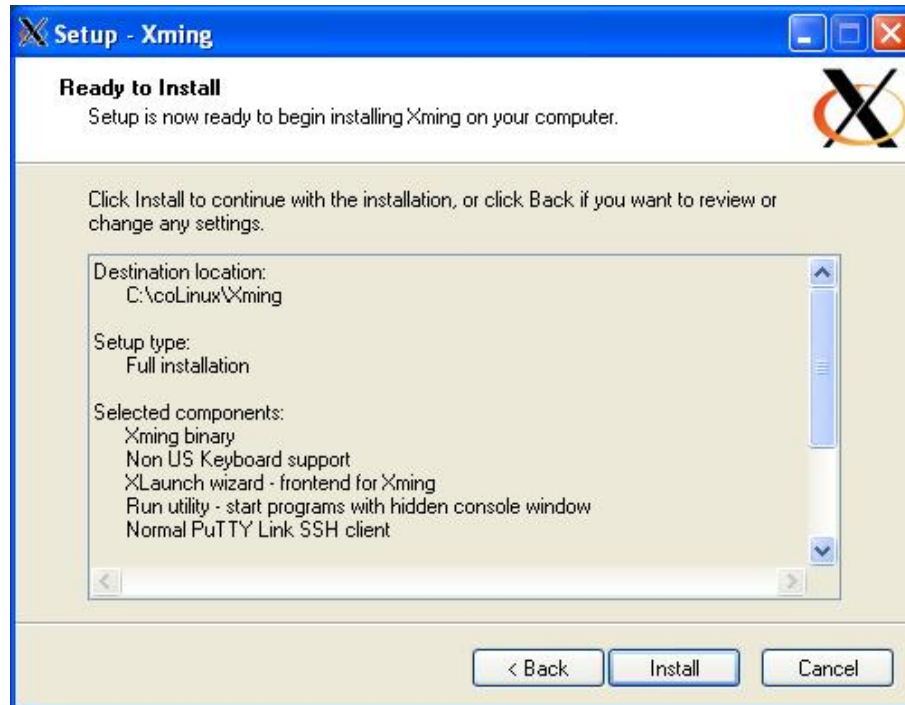 Setup - Xming
Ready to Install
Setup is now ready to begin installing Xming on your computer.
Click Install to continue with the installation, or click Back if you want to review or
change any settings.
Destination location:
C:\coLinux\Xming
Setup type:
Full installation
Selected components:
Xming binary
Non US Keyboard support
XLaunch wizard - frontend for Xming
Run utility - start programs with hidden console window
Normal PuTTY Link SSH client
< Back Install Cancel